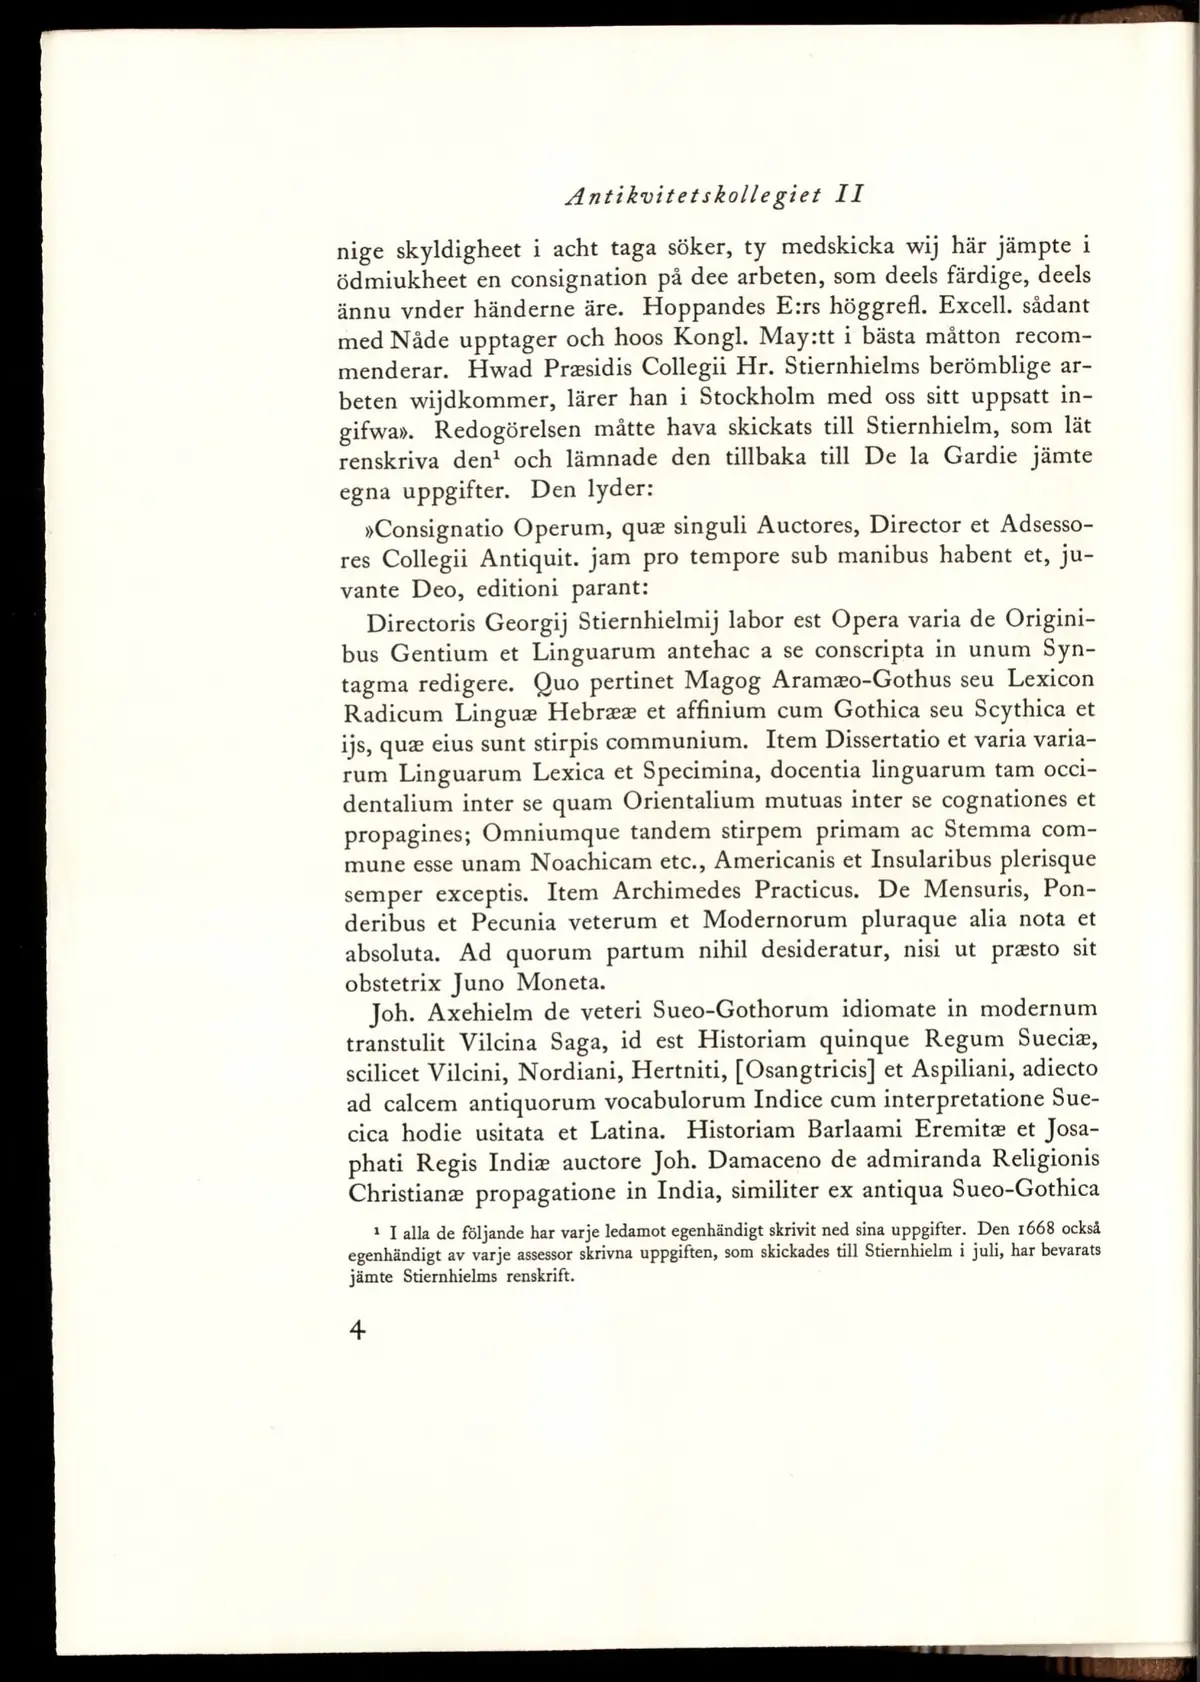 Antikvitetskollegiet II
nige skyldigheet i acht taga söker, ty medskicka wij här jämpte i
ödmiukheet en consignation på dee arbeten, som deels färdige, deels
ännu vnder händerne äre. Hoppandes E:rs höggrefl. Excell. sådant
med Nåde upptager och hoos Kongl. May:tt i bästa måtton recom-
menderar. Hwad Præsidis Collegii Hr. Stiernhielms berömblige ar-
beten wijdkommer, lärer han i Stockholm med oss sitt uppsatt in-
gifwa». Redogörelsen måtte hava skickats till Stiernhielm, som lät
renskriva den¹ och lämnade den tillbaka till De la Gardie jämte
egna uppgifter. Den lyder:
»Consignatio Operum, quæ singuli Auctores, Director et Adsesso-
res Collegii Antiquit. jam pro tempore sub manibus habent et, ju-
vante Deo, editioni parant:
Directoris Georgij Stiernhielmij labor est Opera varia de Origini-
bus Gentium et Linguarum antehac a se conscripta in unum Syn-
tagma redigere. Quo pertinet Magog Aramæo-Gothus seu Lexicon
Radicum Linguæ Hebrææ et affinium cum Gothica seu Scythica et
ijs, quæ eius sunt stirpis communium. Item Dissertatio et varia varia-
rum Linguarum Lexica et Specimina, docentia linguarum tam occi-
dentalium inter se quam Orientalium mutuas inter se cognationes et
propagines; Omniumque tandem stirpem primam ac Stemma com-
mune esse unam Noachicam etc., Americanis et Insularibus plerisque
semper exceptis. Item Archimedes Practicus. De Mensuris, Pon-
deribus et Pecunia veterum et Modernorum pluraque alia nota et
absoluta. Ad quorum partum nihil desideratur, nisi ut præsto sit
obstetrix Juno Moneta.
Joh. Axehielm de veteri Sueo-Gothorum idiomate in modernum
transtulit Vilcina Saga, id est Historiam quinque Regum Sueciæ,
scilicet Vilcini, Nordiani, Hertniti, [Osangtricis] et Aspiliani, adiecto
ad calcem antiquorum vocabulorum Indice cum interpretatione Sue-
cica hodie usitata et Latina. Historiam Barlaami Eremitæ et Josa-
phati Regis Indiæ auctore Joh. Damaceno de admiranda Religionis
Christianæ propagatione in India, similiter ex antiqua Sueo-Gothica
¹ I alla de följande har varje ledamot egenhändigt skrivit ned sina uppgifter. Den 1668 också
egenhändigt av varje assessor skrivna uppgiften, som skickades till Stiernhielm i juli, har bevarats
jämte Stiernhielms renskrift.
4